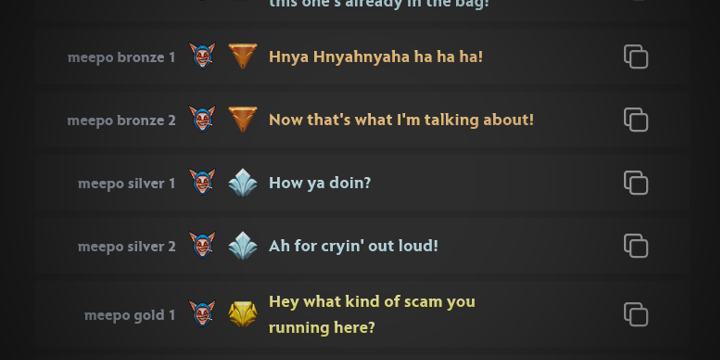 this one's already in the bag!
meepo bronze 1 Hnya Hnyahnyaha ha ha ha!
meepo bronze 2 Now that's what I'm talking about!
meepo silver 1 How ya doin?
meepo silver 2 Ah for cryin' out loud!
meepo gold 1 Hey what kind of scam you
running here?